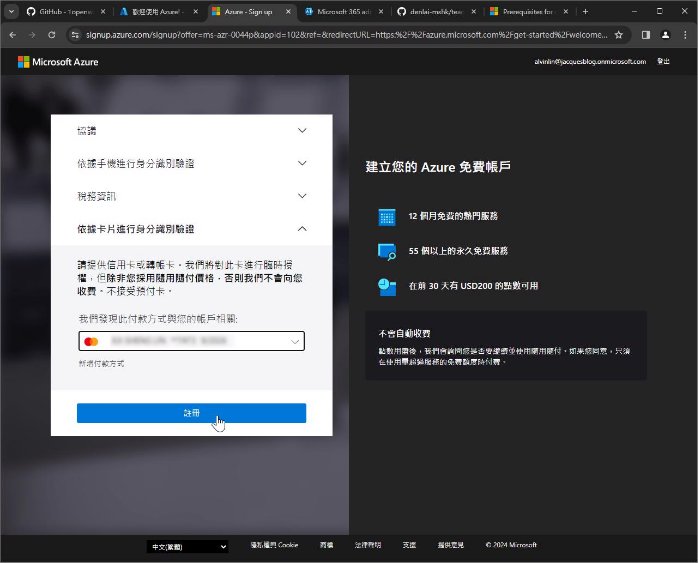 GitHub - 1openw
歡迎使用 Azure! -
Azure - Sign up
Microsoft 365 ad
denlai-mshk/tea
Prerequisites for
signup.azure.com/signup?offer=ms-azr-0044p&appid=102&ref=&redirectURL=https:%2F%2Fazure.microsoft.com%2Fget-started%2Fwelcome...
Microsoft Azure
alvinlin@jacquesblog.onmicrosoft.com
登出
協議
依據手機進行身分識別驗證
稅務資訊
依據卡片進行身分識別驗證
請提供信用卡或轉帳卡。我們將對此卡進行臨時授
權，但除非您採用隨用隨付價格，否則我們不會向您
收費。不接受預付卡。
我們發現此付款方式與您的帳戶相關:
新增付款方式
註冊
建立您的 Azure 免費帳戶
12 個月免費的熱門服務
55 個以上的永久免費服務
在前 30 天有 USD200 的點數可用
不會自動收費
點數用盡後，我們會詢問您是否要繼續並使用隨用隨付。如果您同意，只須
在使用量超過服務的免費額度時付費。
中文(繁體)
隱私權與 Cookie
商標
法律聲明
支援
提供意見
© 2024 Microsoft